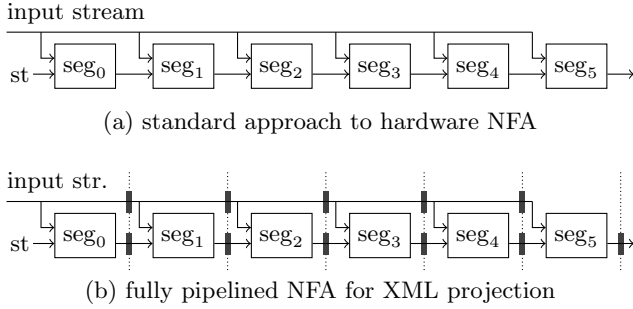 input stream
st seg0 seg1 seg2 seg3 seg4 seg5
(a) standard approach to hardware NFA
input str.
st seg0 seg1 seg2 seg3 seg4 seg5
(b) fully pipelined NFA for XML projection